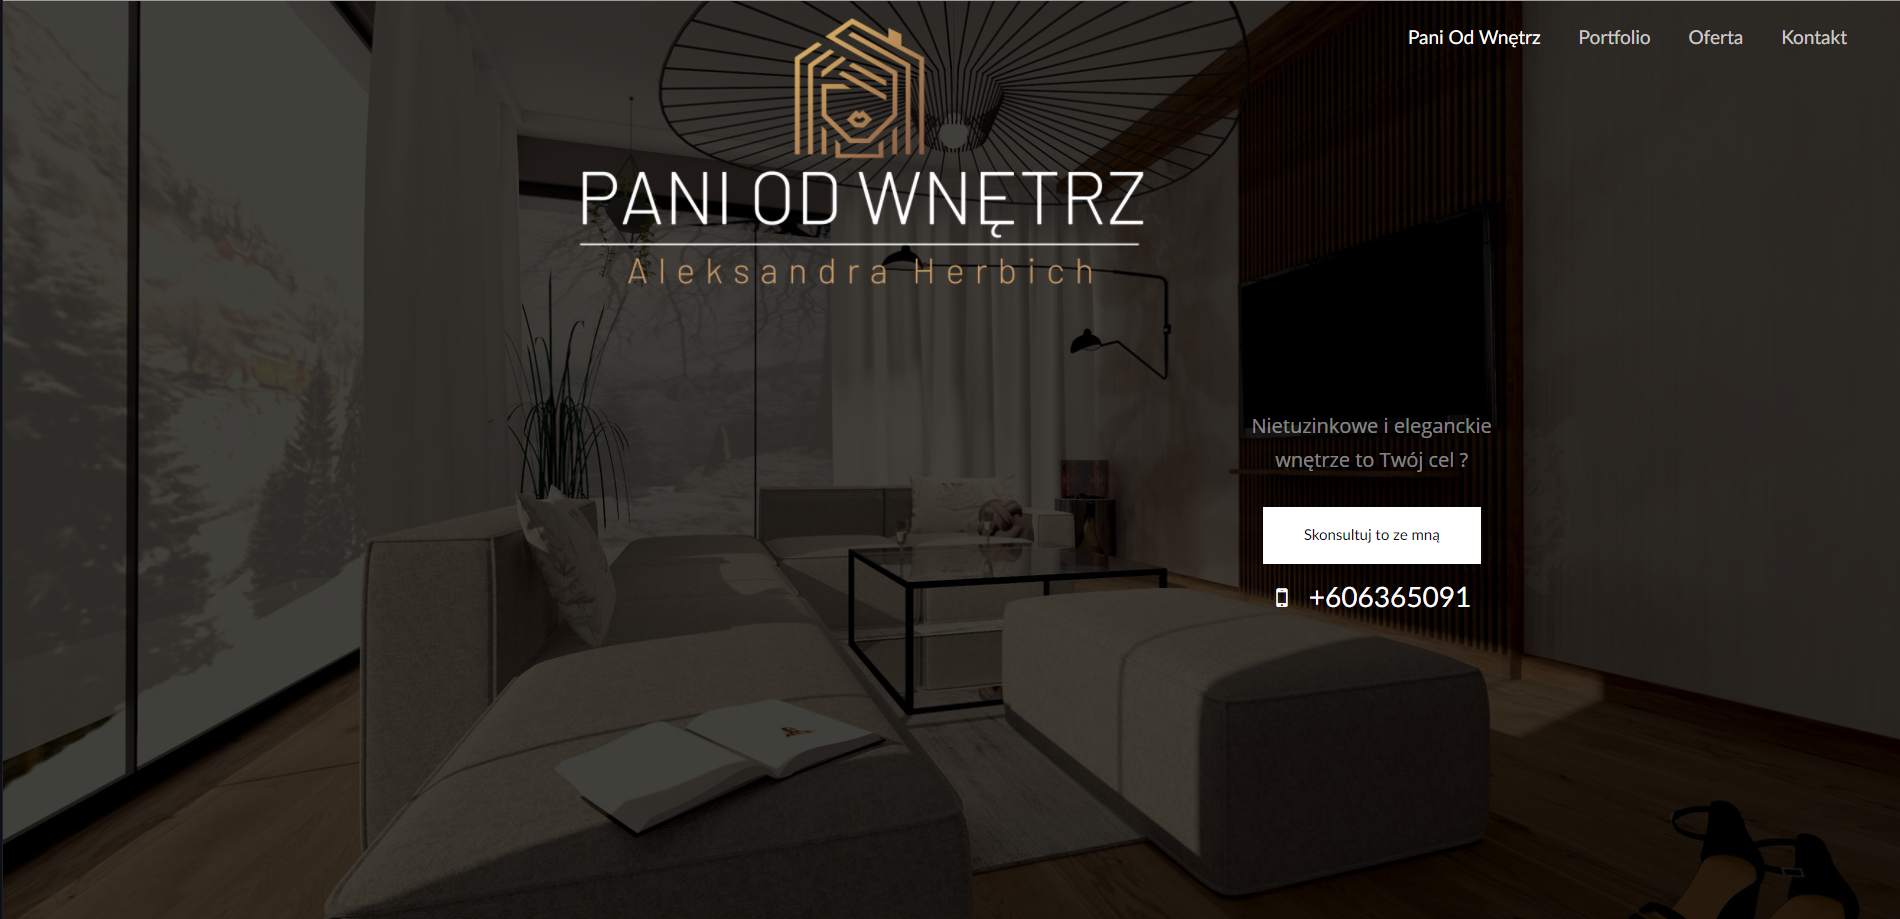 Pani Od Wnętrz Portfolio Oferta Kontakt
PANI OD WNĘTRZ
Aleksandra Herbich
Nietuzinkowe i eleganckie
wnętrze to Twój cel ?
Skonsultuj to ze mną
+606365091